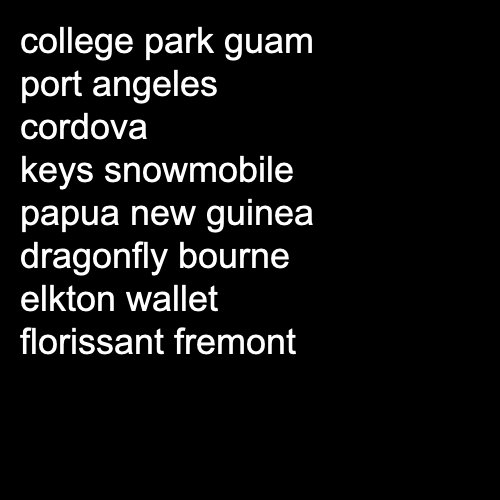 college park guam
port angeles
cordova
keys snowmobile
papua new guinea
dragonfly bourne
elkton wallet
florissant fremont